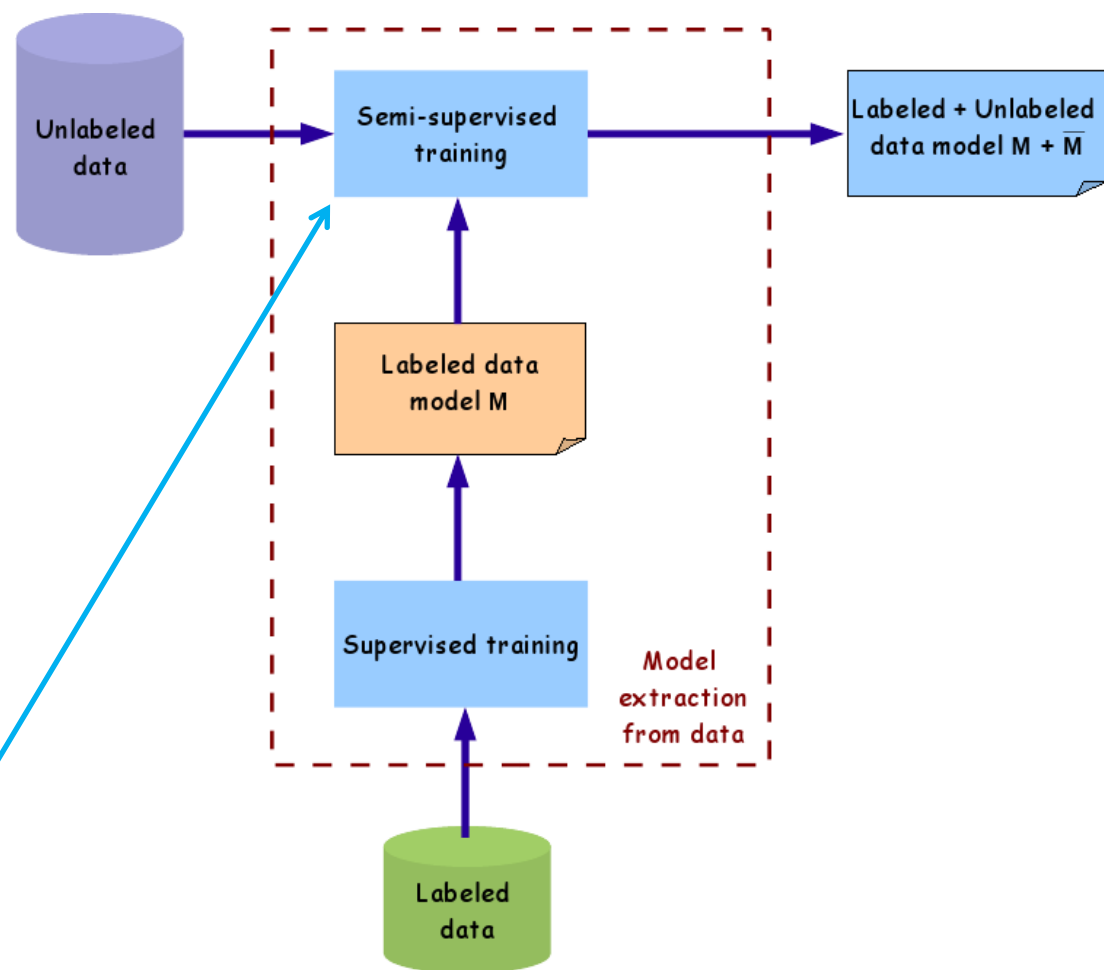 Unlabeled
data
Semi-supervised
training
Labeled + Unlabeled
data model M + M̅
Labeled data
model M
Supervised training
Model
extraction
from data
Labeled
data